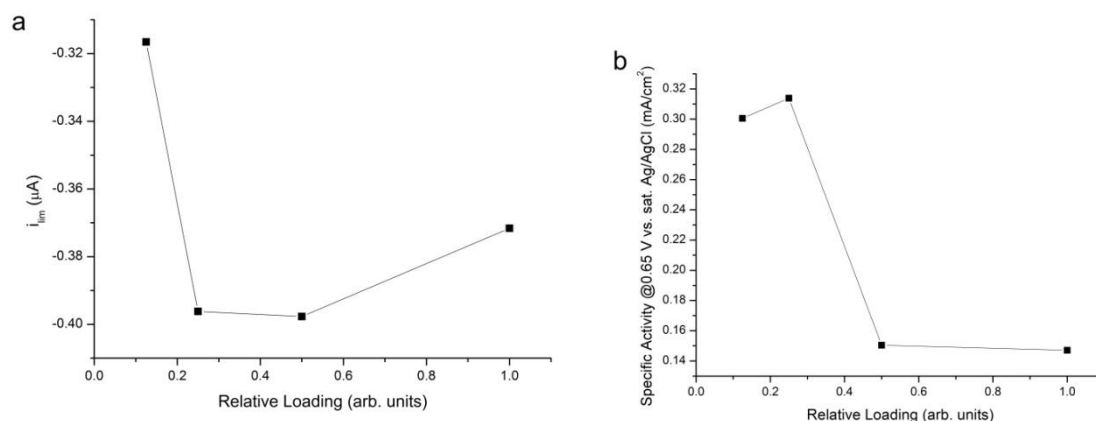 a
-0.32
-0.34
-0.36
-0.38
-0.40
i_lim (μA)
0.0 0.2 0.4 0.6 0.8 1.0
Relative Loading (arb. units)
b
0.32
0.30
0.28
0.26
0.24
0.22
0.20
0.18
0.16
0.14
Specific Activity @0.65 V vs. sat. Ag/AgCl (mA/cm²)
0.0 0.2 0.4 0.6 0.8 1.0
Relative Loading (arb. units)